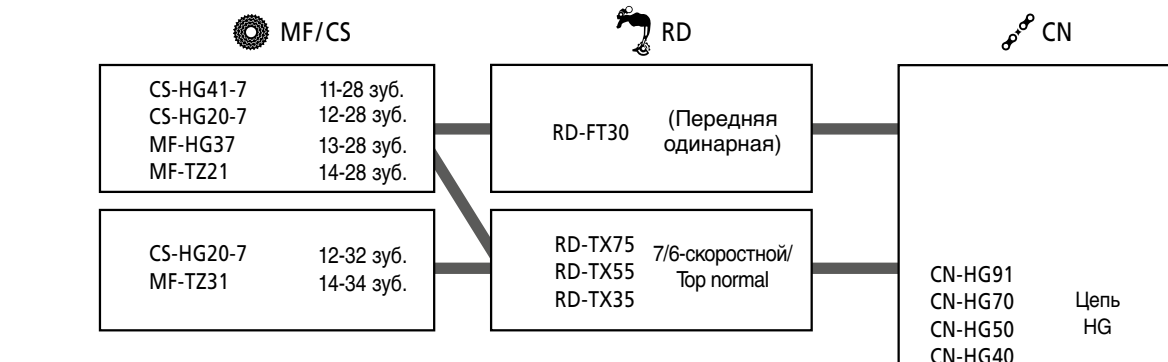 MF/CS
RD
CN
CS-HG41-7 11-28 зуб.
CS-HG20-7 12-28 зуб.
MF-HG37 13-28 зуб.
MF-TZ21 14-28 зуб.
RD-FT30 (Передняя
одинарная)
CS-HG20-7 12-32 зуб.
MF-TZ31 14-34 зуб.
RD-TX75
RD-TX55
RD-TX35
7/6-скоростной/
Top normal
CN-HG91
CN-HG70
CN-HG50
CN-HG40
Цепь
HG